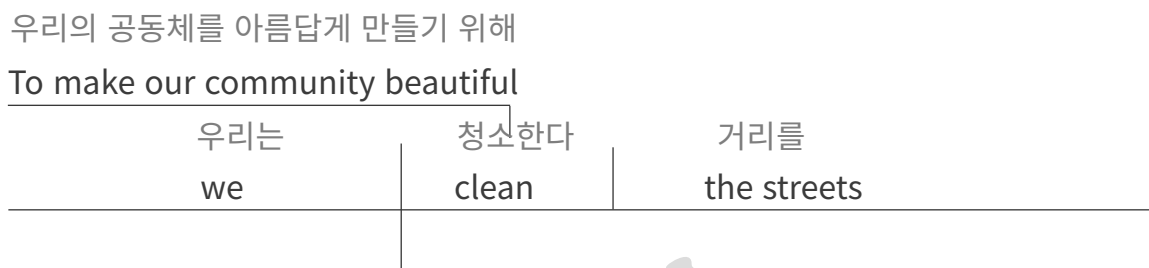 우리의 공동체를 아름답게 만들기 위해
To make our community beautiful
우리는 청소한다 거리를
we clean the streets